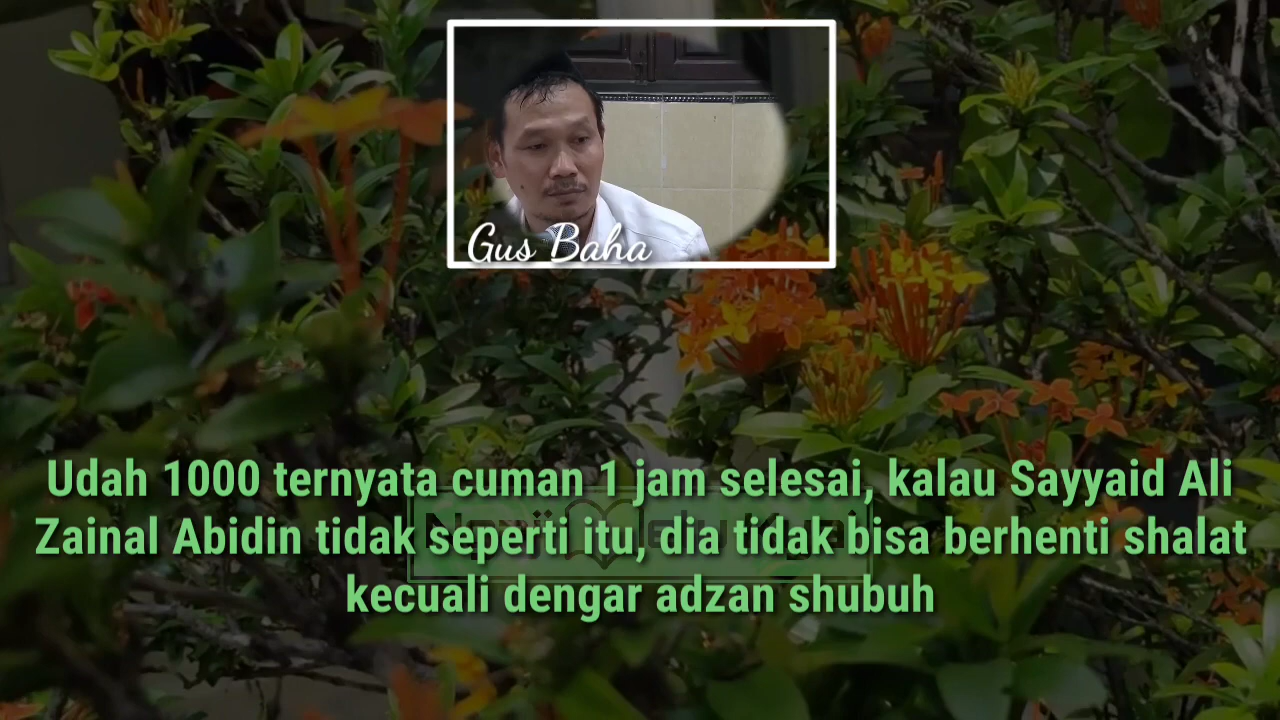 Gus Baha
Udah 1000 ternyata cuman 1 jam selesai, kalau Sayyaid Ali
Zainal Abidin tidak seperti itu, dia tidak bisa berhenti shalat
kecuali dengar adzan shubuh